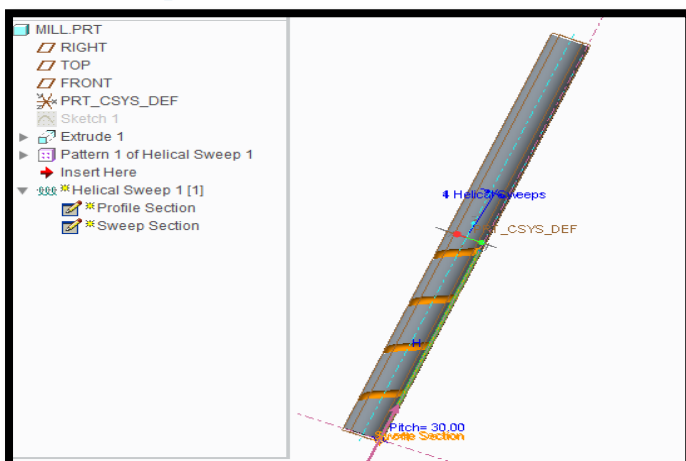 MILL.PRT
RIGHT
TOP
FRONT
PRT_CSYS_DEF
Sketch 1
Extrude 1
Pattern 1 of Helical Sweep 1
Insert Here
Helical Sweep 1 [1]
Profile Section
Sweep Section
4 Helical Sweeps
_CSYS_DEF
H
Pitch= 30.00
Section